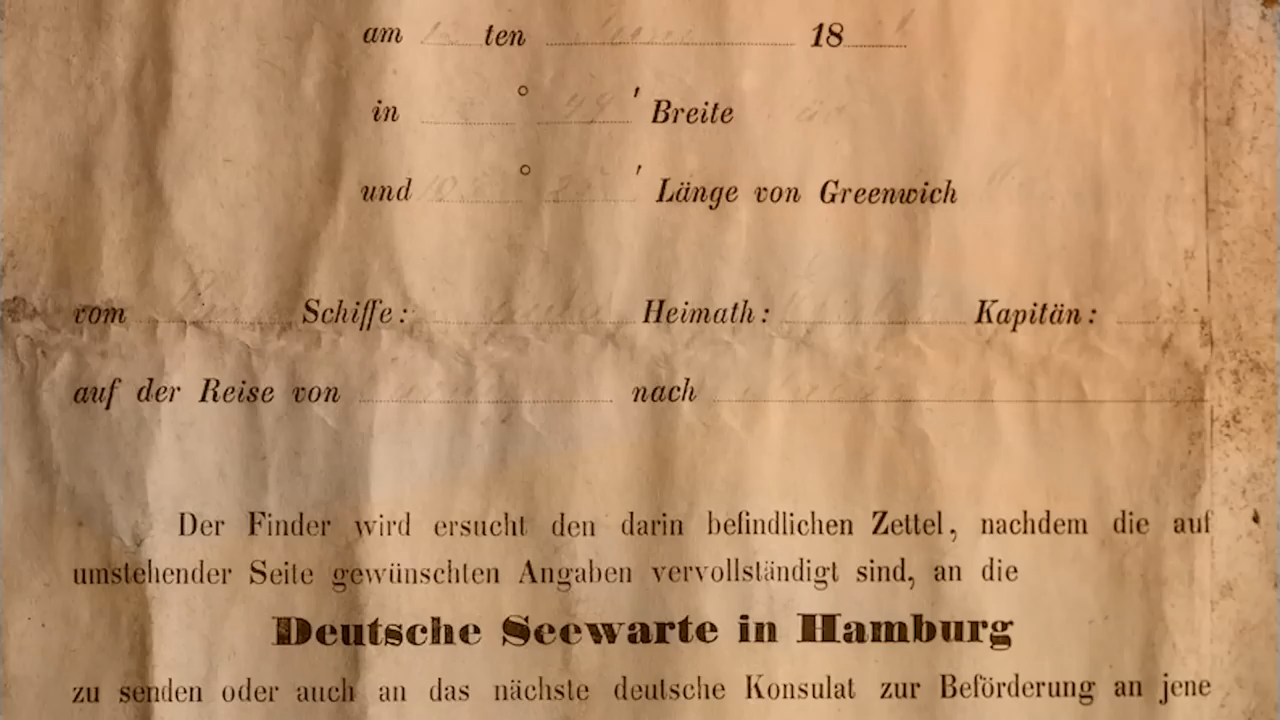 am ten 18
in ° 49 ' Breite
und ° ' Länge von Greenwich
vom Schiffe: Heimath: Kapitän:
auf der Reise von nach
Der Finder wird ersucht den darin befindlichen Zettel, nachdem die auf
umstehender Seite gewünschten Angaben vervollständigt sind, an die
Deutsche Seewarte in Hamburg
zu senden oder auch an das nächste deutsche Konsulat zur Beförderung an jene